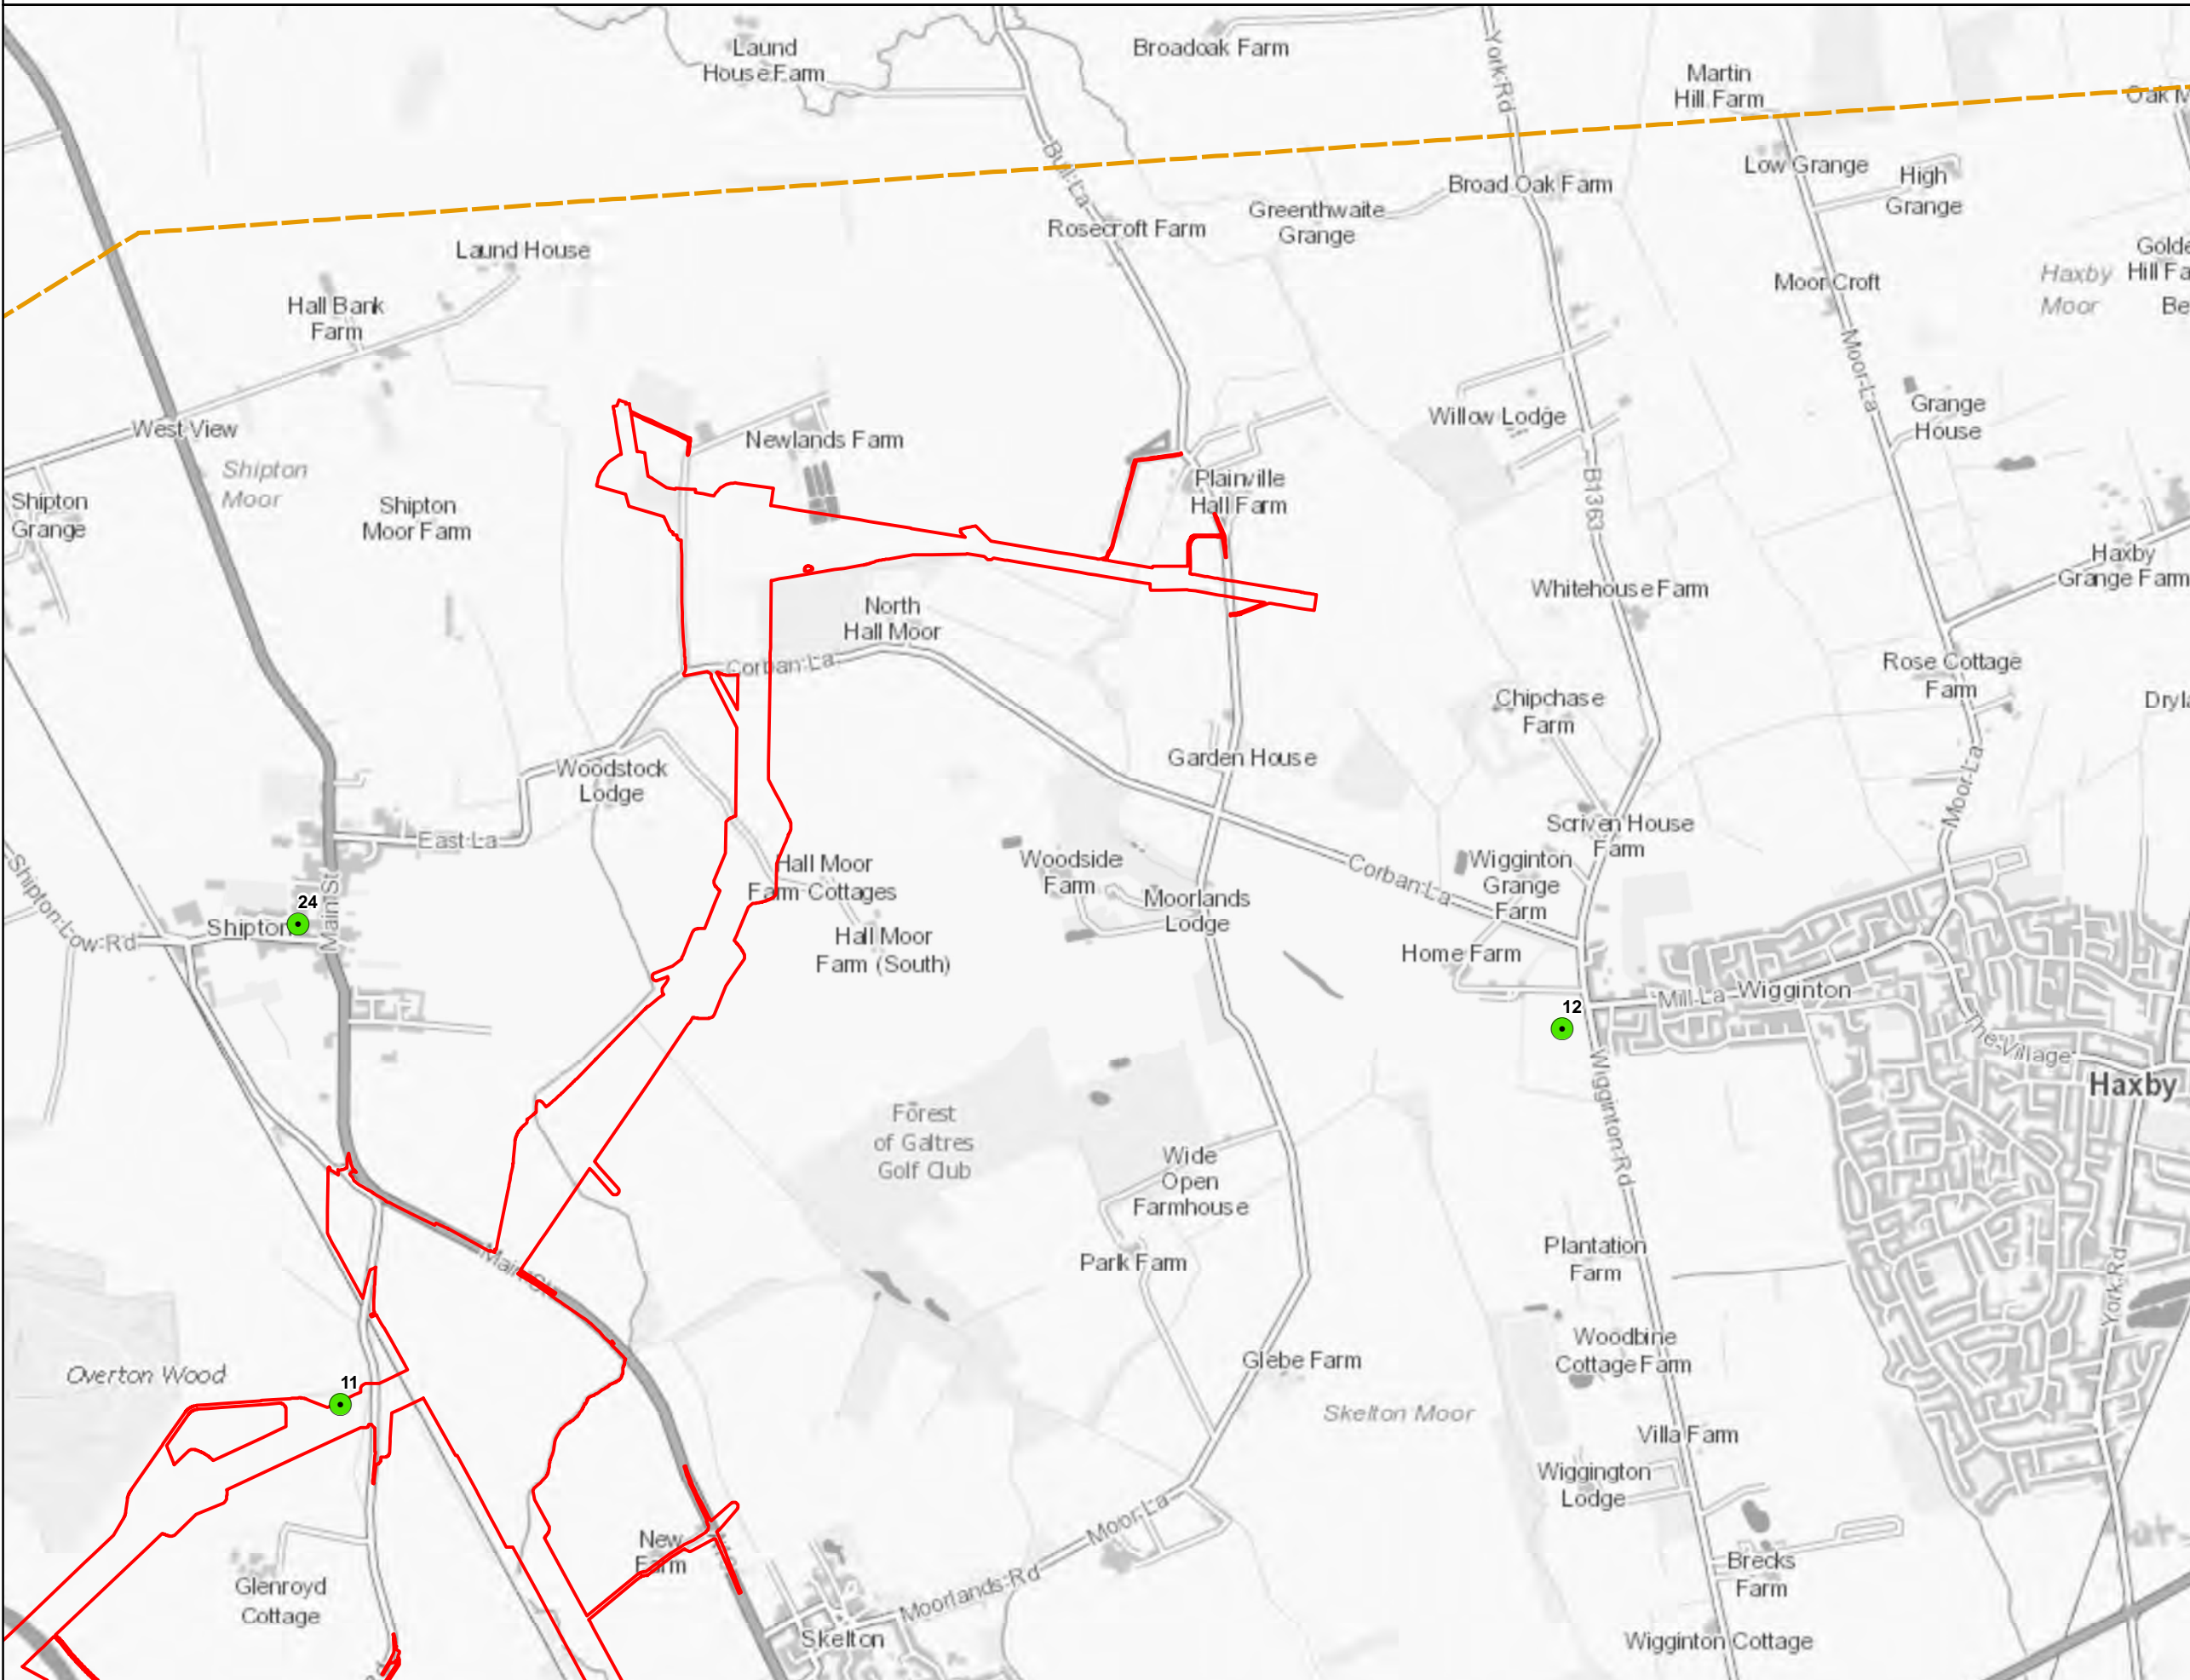 Laund
House Farm
Broadoak Farm
York Rd
Martin
Hill Farm
Oak M
Bull La
Low Grange
High
Grange
Broad Oak Farm
Greenthwaite
Grange
Rosecroft Farm
Laund House
Golde
Hill Fa
Haxby
Moor
Be
Moor Croft
Hall Bank
Farm
Moor La
West View
Newlands Farm
Willow Lodge
Grange
House
Shipton
Moor
Shipton
Grange
Shipton
Moor Farm
Plainville
Hall Farm
B1363
Haxby
Grange Farm
Whitehouse Farm
North
Hall Moor
Corban La
Rose Cottage
Farm
Chipchase
Farm
Dryla
Garden House
Woodstock
Lodge
Moor La
East La
Scriven House
Farm
Hall Moor
Farm Cottages
Woodside
Farm
Corban La
Wigginton
Grange
Farm
Shipton Low Rd
Main St
24
Shipton
Moorlands
Lodge
Hall Moor
Farm (South)
Home Farm
12
Mill La
Wigginton
The Village
Haxby
Wigginton Rd
Forest
of Galtres
Golf Club
Wide
Open
Farmhouse
Main St
Park Farm
Plantation
Farm
York Rd
Overton Wood
11
Glebe Farm
Woodbine
Cottage Farm
Skelton Moor
Villa Farm
Wiggington
Lodge
Moor La
New
Farm
Brecks
Farm
Glenroyd
Cottage
Moorlands Rd
Skelton
Wigginton Cottage